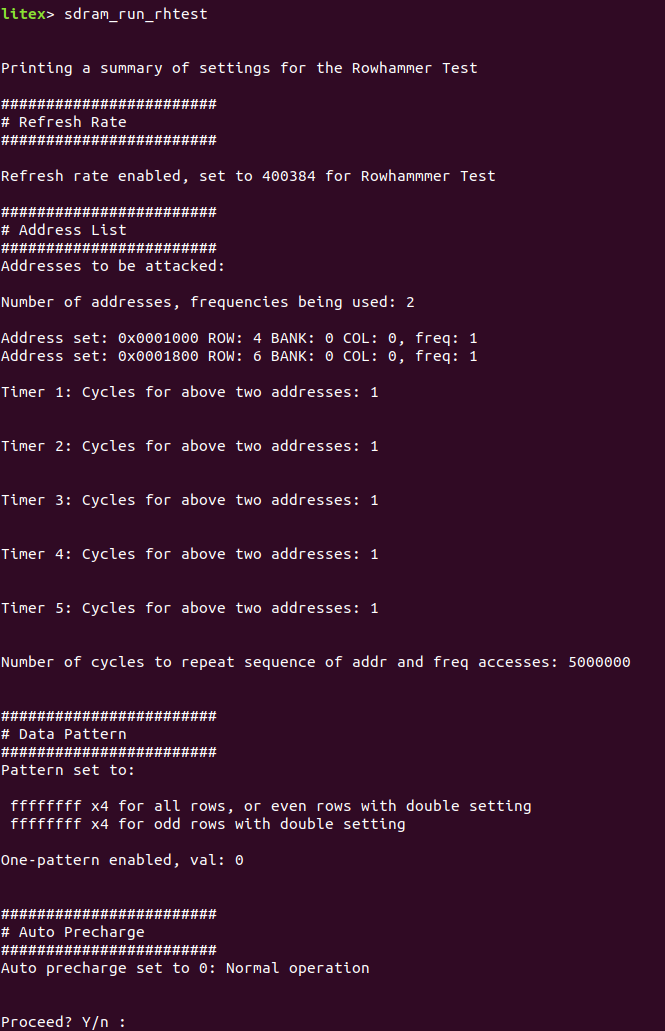 litex> sdram_run_rhtest
Printing a summary of settings for the Rowhammer Test
########################
# Refresh Rate
########################
Refresh rate enabled, set to 400384 for Rowhammmer Test
########################
# Address List
########################
Addresses to be attacked:
Number of addresses, frequencies being used: 2
Address set: 0x0001000 ROW: 4 BANK: 0 COL: 0, freq: 1
Address set: 0x0001800 ROW: 6 BANK: 0 COL: 0, freq: 1
Timer 1: Cycles for above two addresses: 1
Timer 2: Cycles for above two addresses: 1
Timer 3: Cycles for above two addresses: 1
Timer 4: Cycles for above two addresses: 1
Timer 5: Cycles for above two addresses: 1
Number of cycles to repeat sequence of addr and freq accesses: 5000000
########################
# Data Pattern
########################
Pattern set to:
ffffffff x4 for all rows, or even rows with double setting
ffffffff x4 for odd rows with double setting
One-pattern enabled, val: 0
########################
# Auto Precharge
########################
Auto precharge set to 0: Normal operation
Proceed? Y/n :